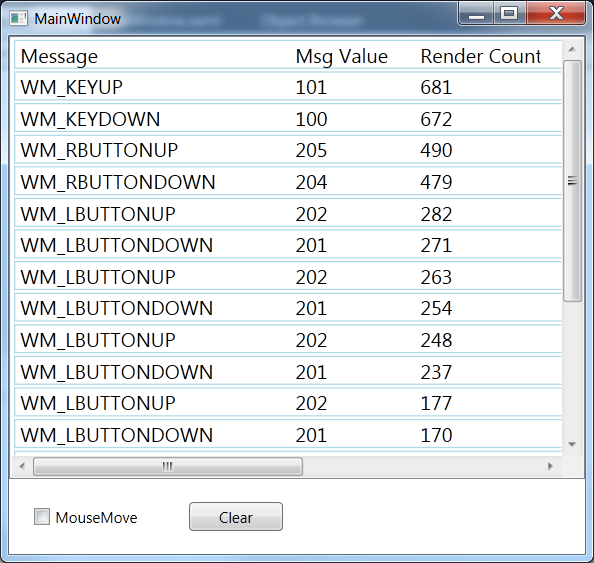 MainWindow
Message Msg Value Render Count
WM_KEYUP 101 681
WM_KEYDOWN 100 672
WM_RBUTTONUP 205 490
WM_RBUTTONDOWN 204 479
WM_LBUTTONUP 202 282
WM_LBUTTONDOWN 201 271
WM_LBUTTONUP 202 263
WM_LBUTTONDOWN 201 254
WM_LBUTTONUP 202 248
WM_LBUTTONDOWN 201 237
WM_LBUTTONUP 202 177
WM_LBUTTONDOWN 201 170
MouseMove Clear